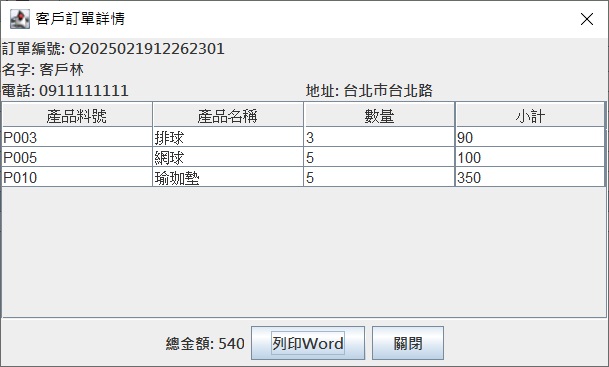 客戶訂單詳情
訂單編號: O2025021912262301
名字: 客戶林
電話: 0911111111 地址: 台北市台北路
產品料號 產品名稱 數量 小計
P003 排球 3 90
P005 網球 5 100
P010 瑜珈墊 5 350
總金額: 540 列印Word 關閉